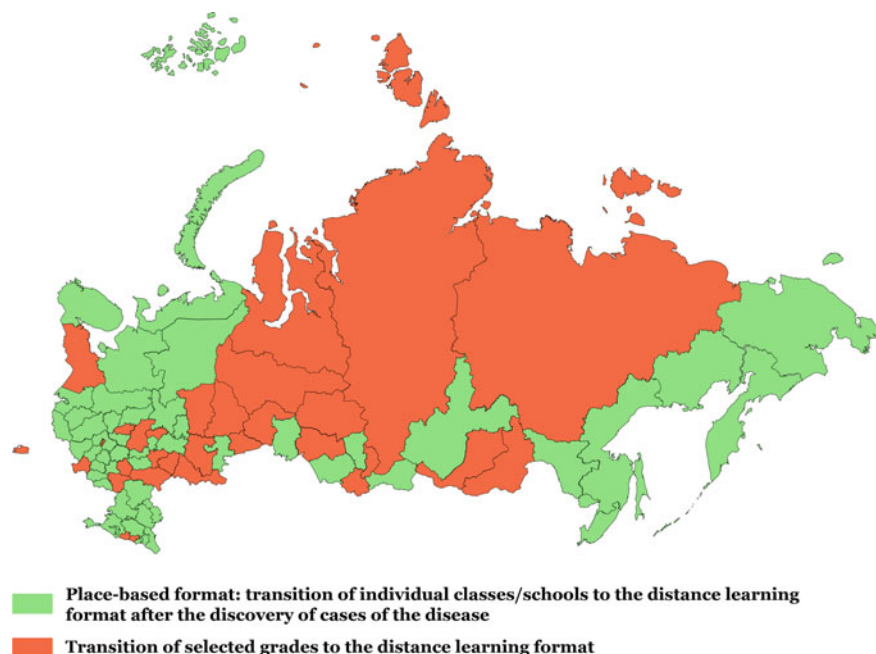 Place-based format: transition of individual classes/schools to the distance learning
format after the discovery of cases of the disease
Transition of selected grades to the distance learning format